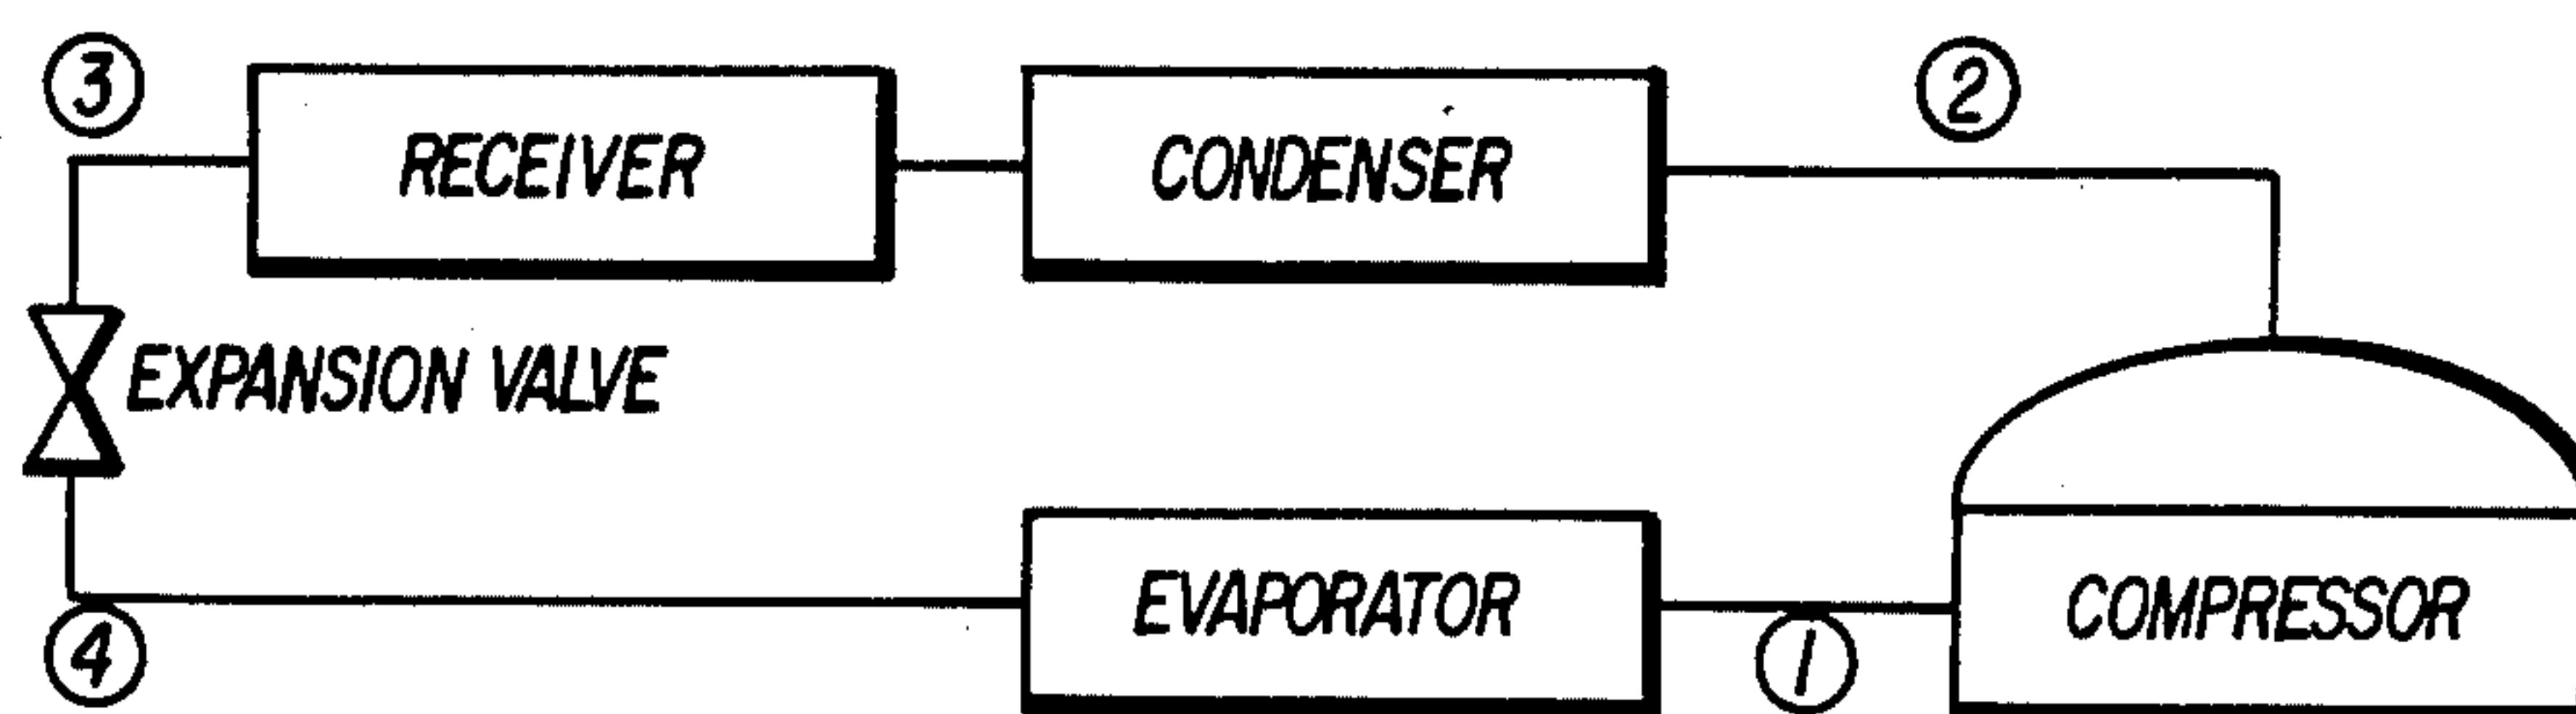 3
2
RECEIVER
CONDENSER
EXPANSION VALVE
EVAPORATOR
COMPRESSOR
4
1